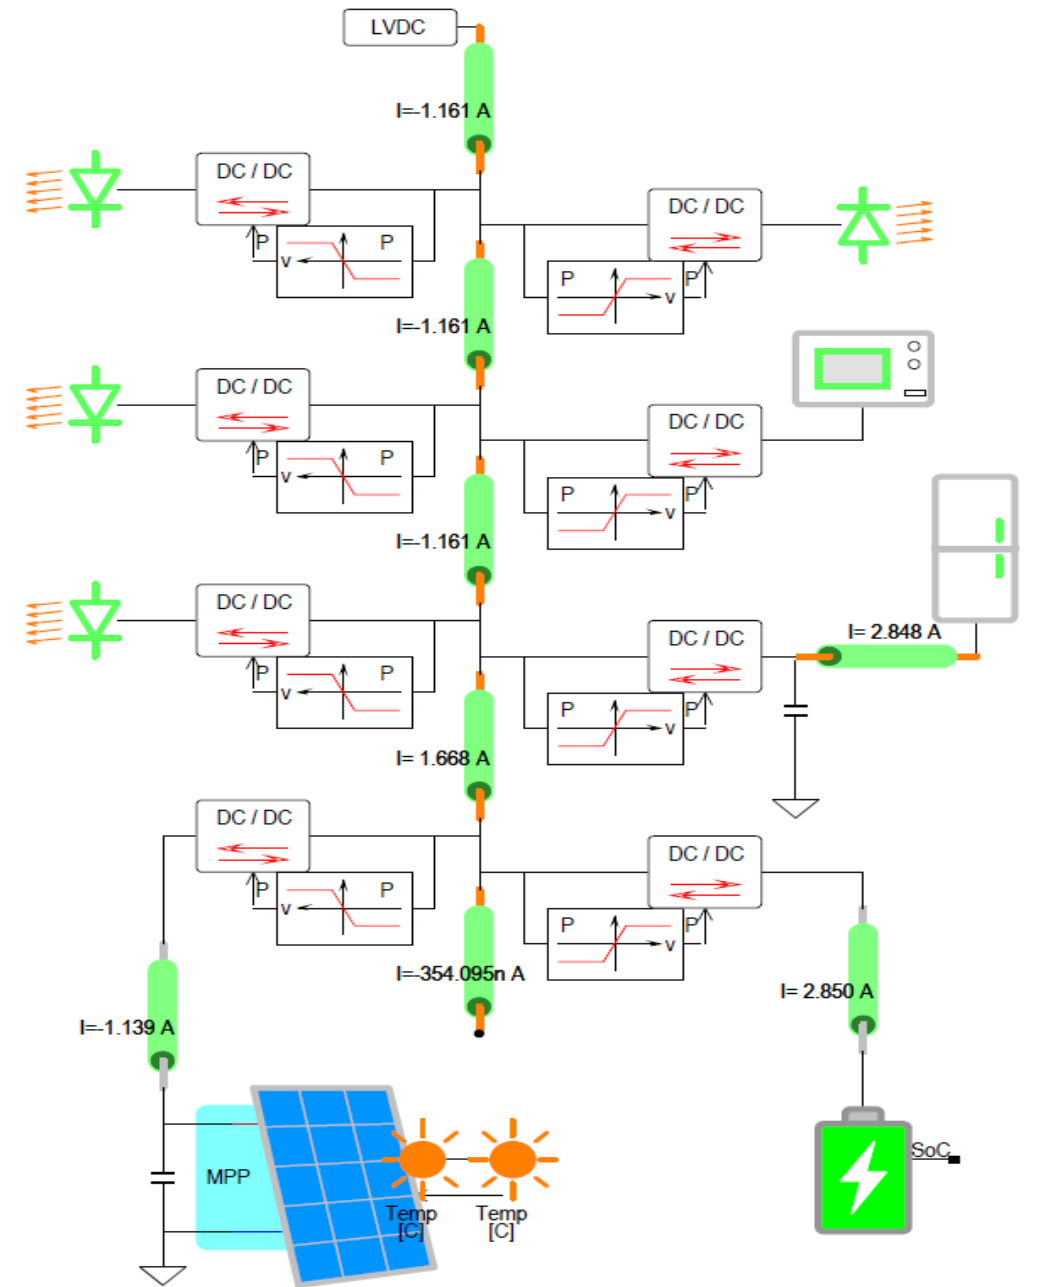 LVDC
I=-1.161 A
DC / DC
P
v
P
DC / DC
P
v
P
I=-1.161 A
DC / DC
P
v
P
DC / DC
P
v
P
I=-1.161 A
DC / DC
P
v
P
DC / DC
P
v
P
I= 2.848 A
I= 1.668 A
DC / DC
P
v
P
DC / DC
P
v
P
I=-354.095n A
I= 2.850 A
I=-1.139 A
MPP
Temp
[C]
Temp
[C]
SoC